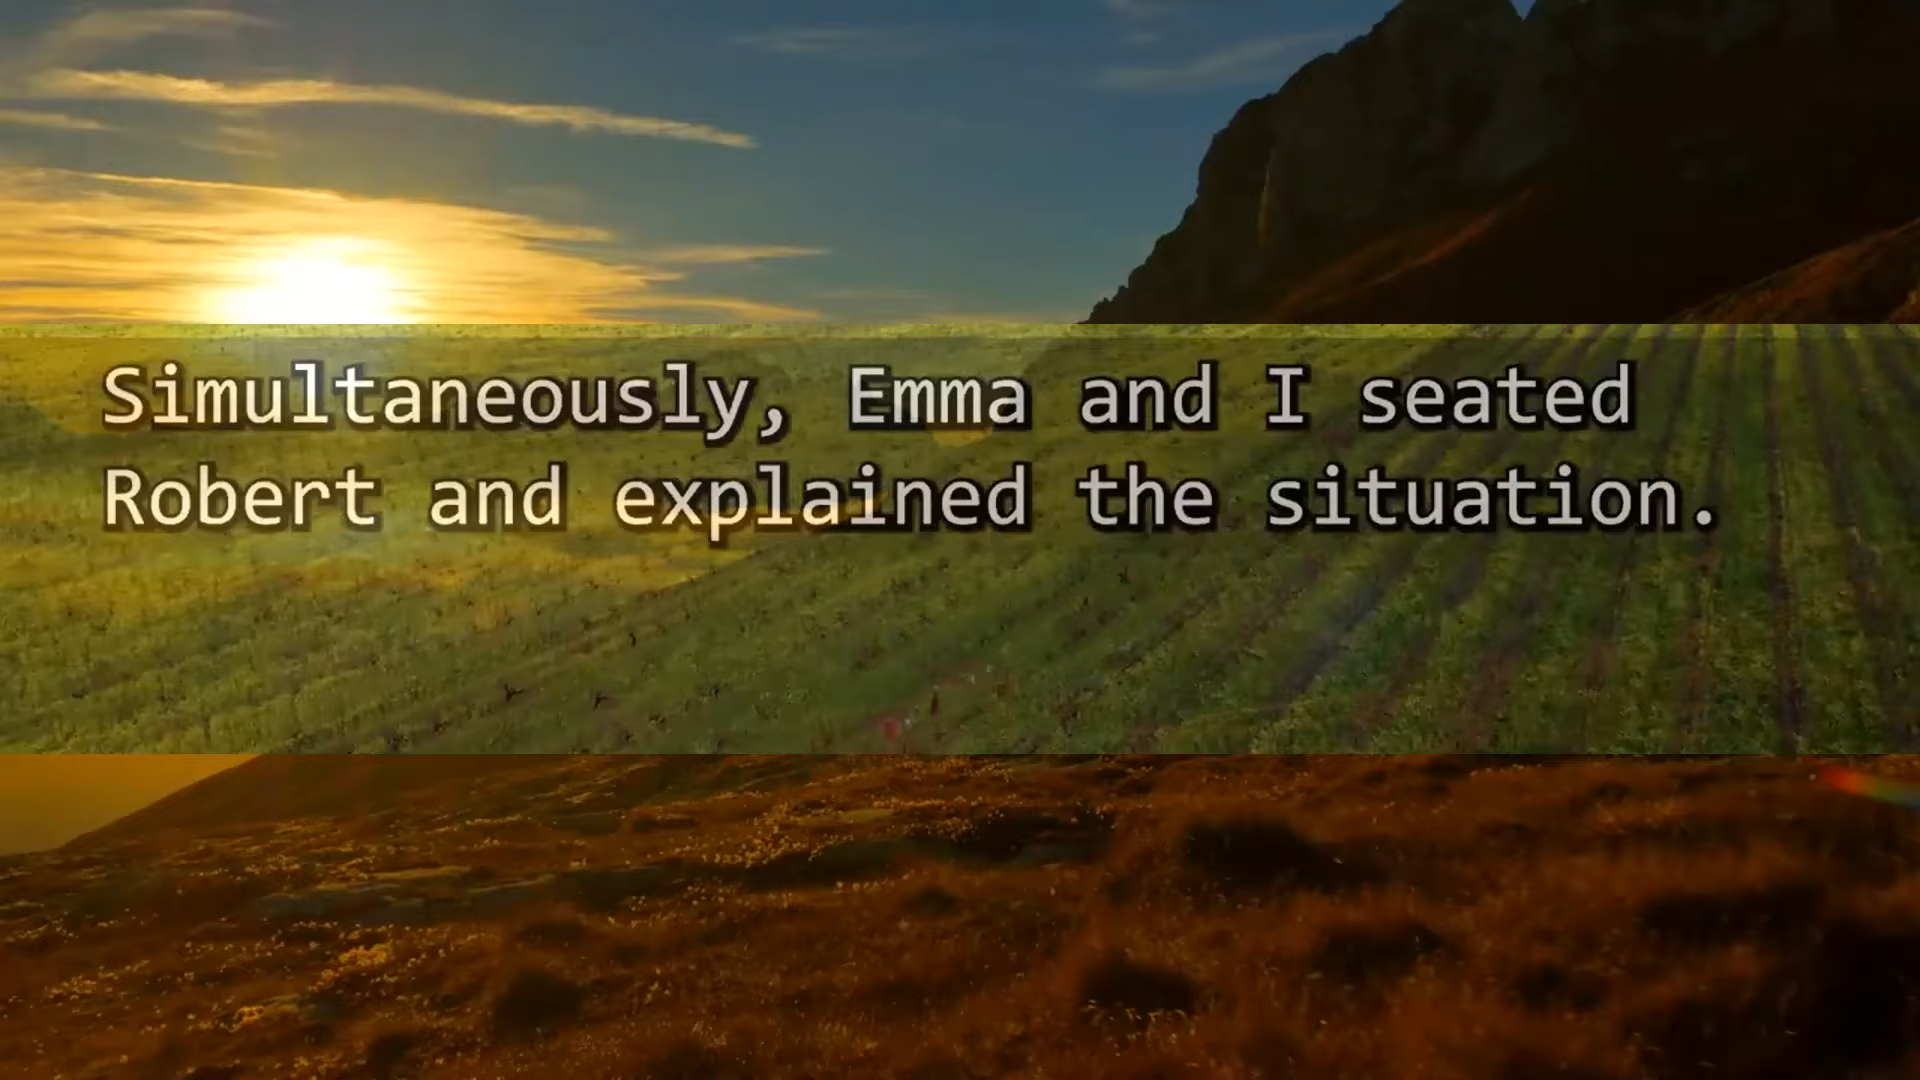 Simultaneously, Emma and I seated
Robert and explained the situation.